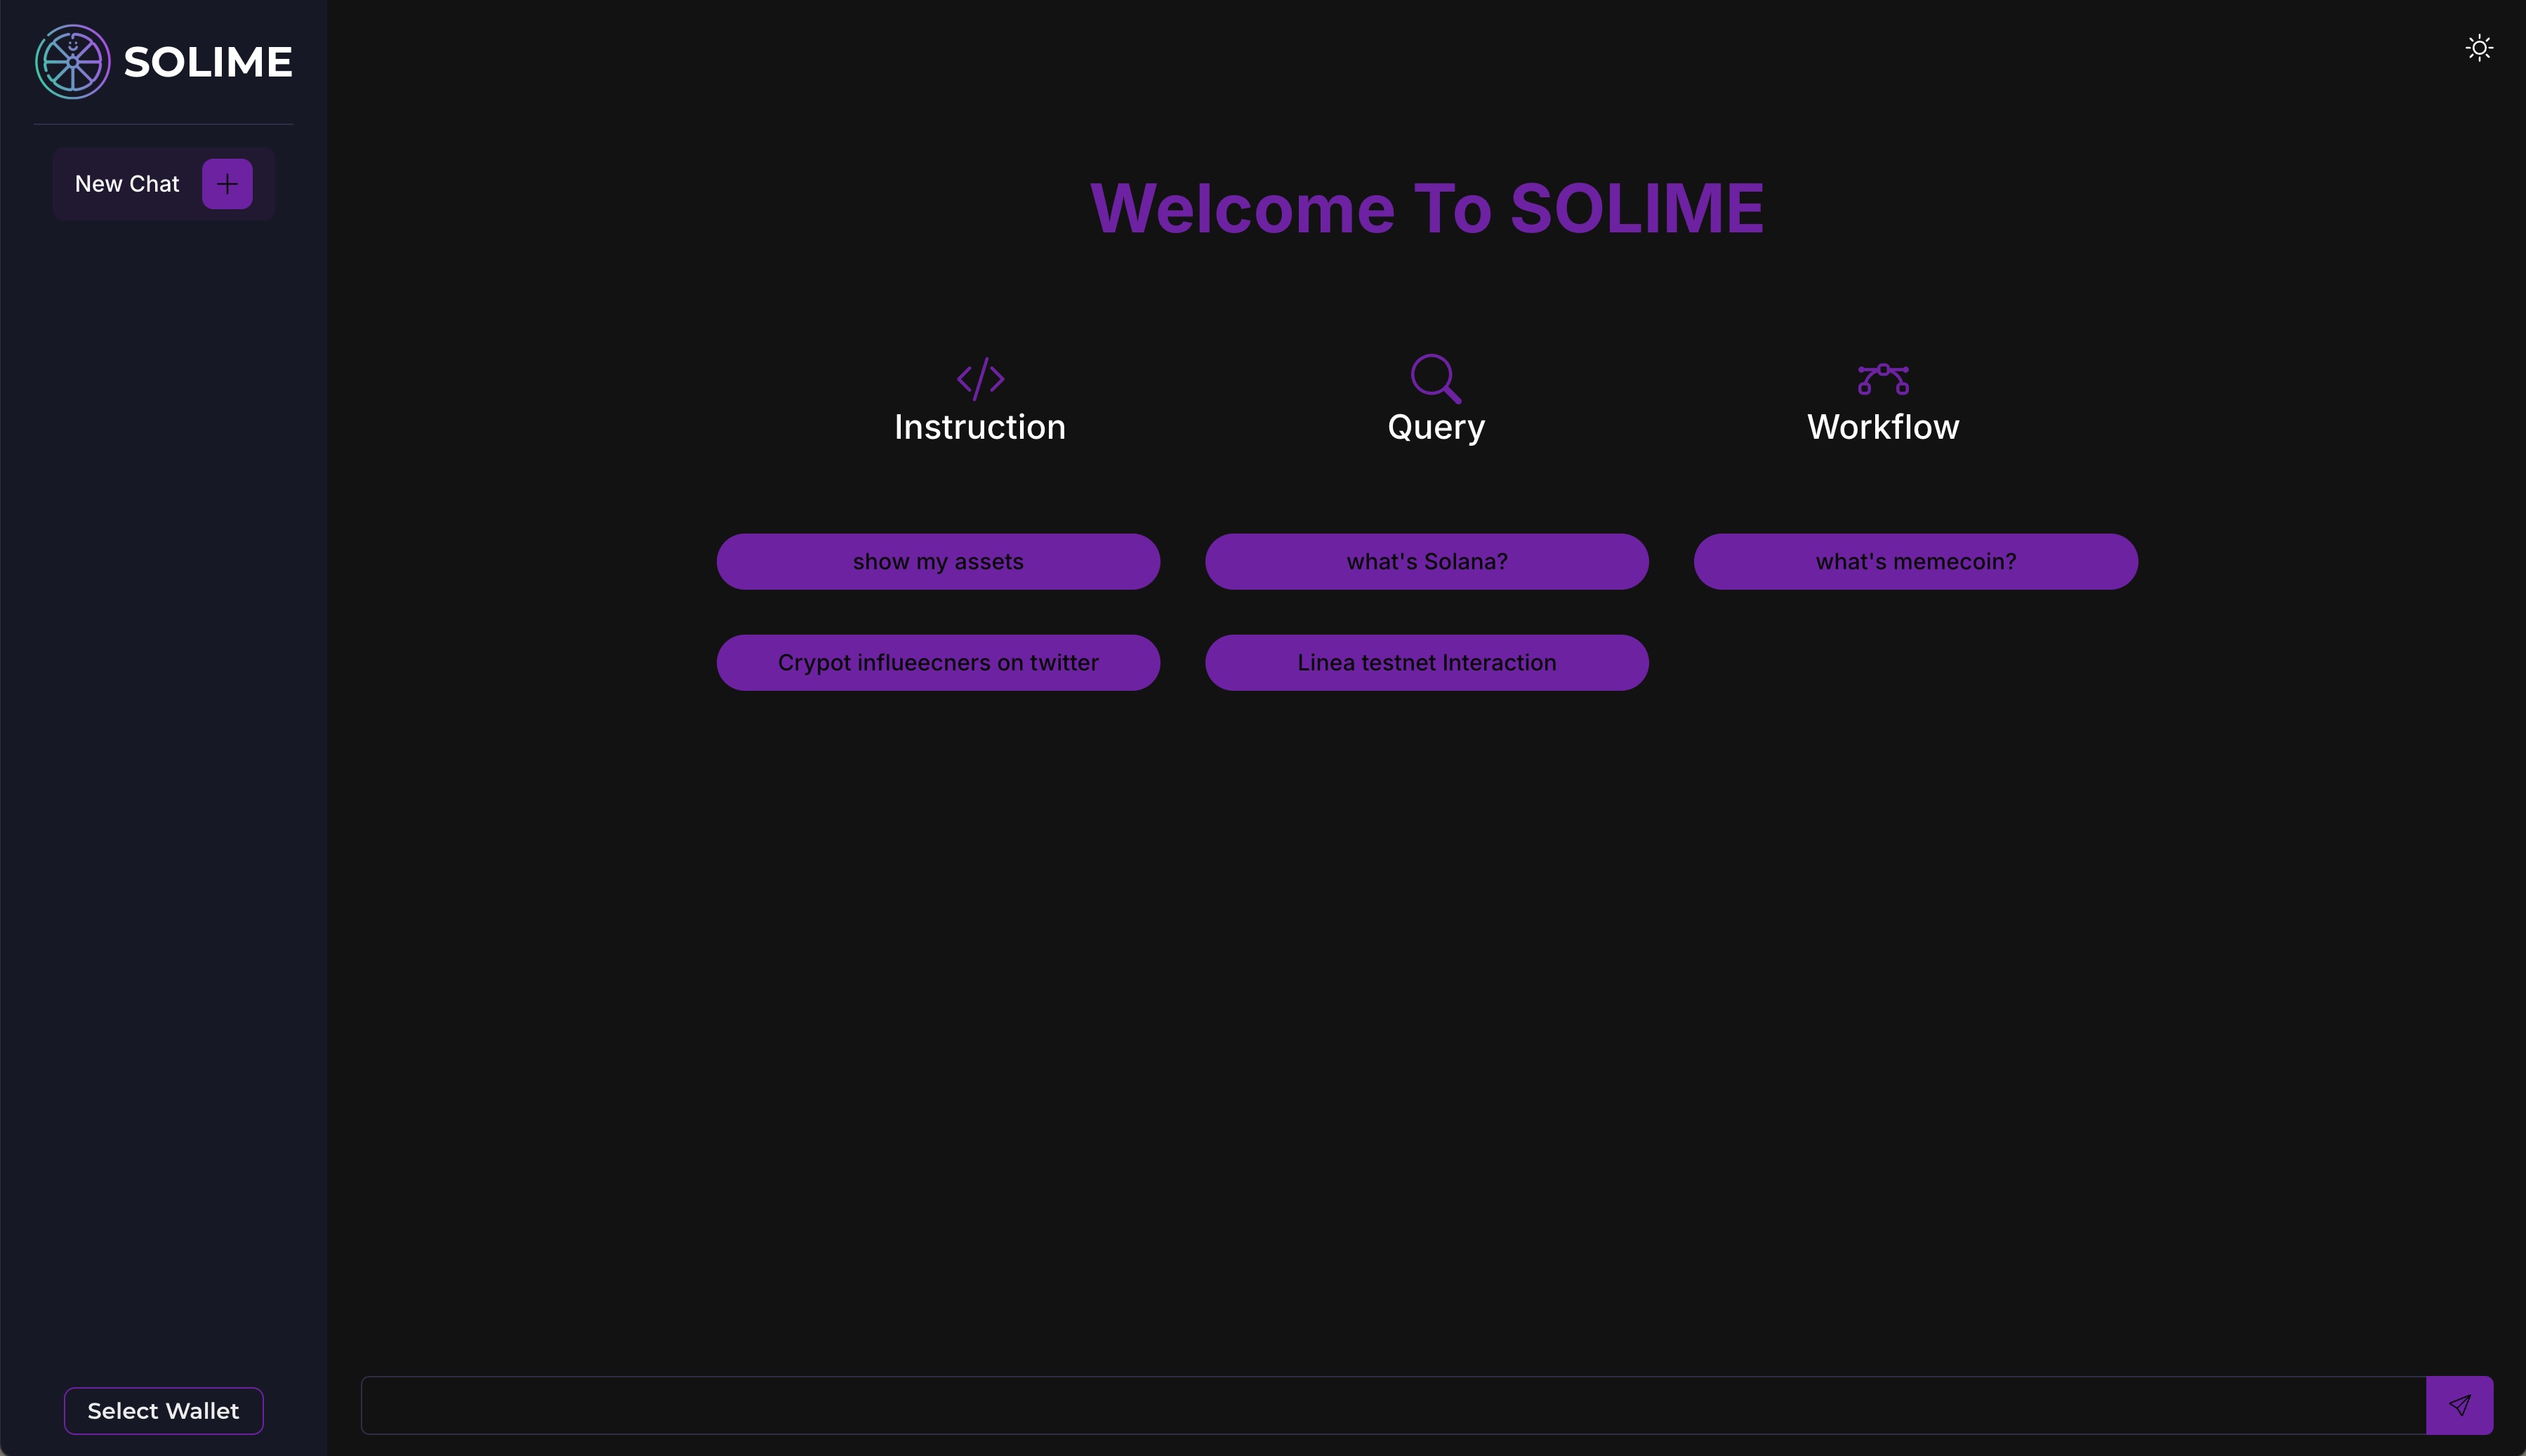 SOLIME
New Chat
Welcome To SOLIME
Instruction
Query
Workflow
show my assets
what's Solana?
what's memecoin?
Crypot influeecners on twitter
Linea testnet Interaction
Select Wallet